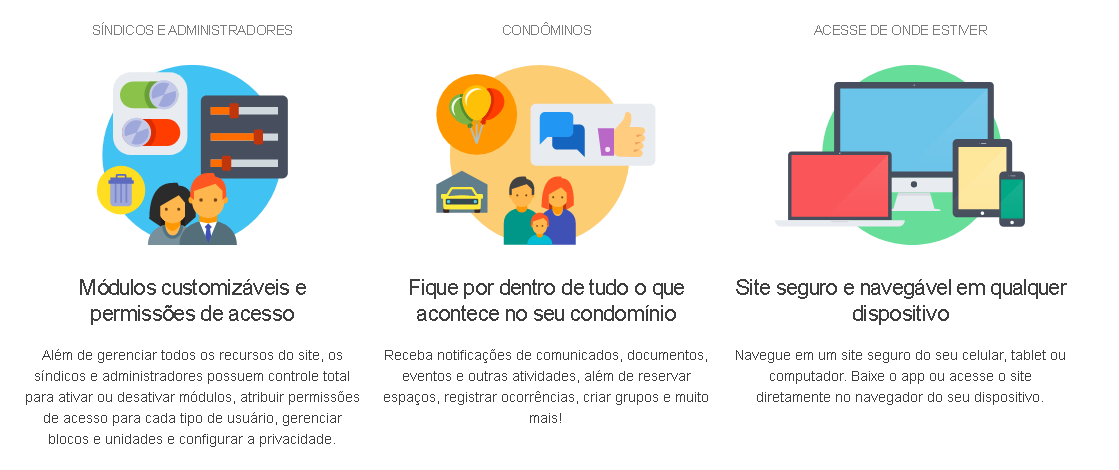 SÍNDICOS E ADMINISTRADORES
Módulos customizáveis e
permissões de acesso
Além de gerenciar todos os recursos do site, os
síndicos e administradores possuem controle total
para ativar ou desativar módulos, atribuir permissões
de acesso para cada tipo de usuário, gerenciar
blocos e unidades e configurar a privacidade.
CONDÔMINOS
Fique por dentro de tudo o que
acontece no seu condomínio
Receba notificações de comunicados, documentos,
eventos e outras atividades, além de reservar
espaços, registrar ocorrências, criar grupos e muito
mais!
ACESSE DE ONDE ESTIVER
Site seguro e navegável em qualquer
dispositivo
Navegue em um site seguro do seu celular, tablet ou
computador. Baixe o app ou acesse o site
diretamente no navegador do seu dispositivo.